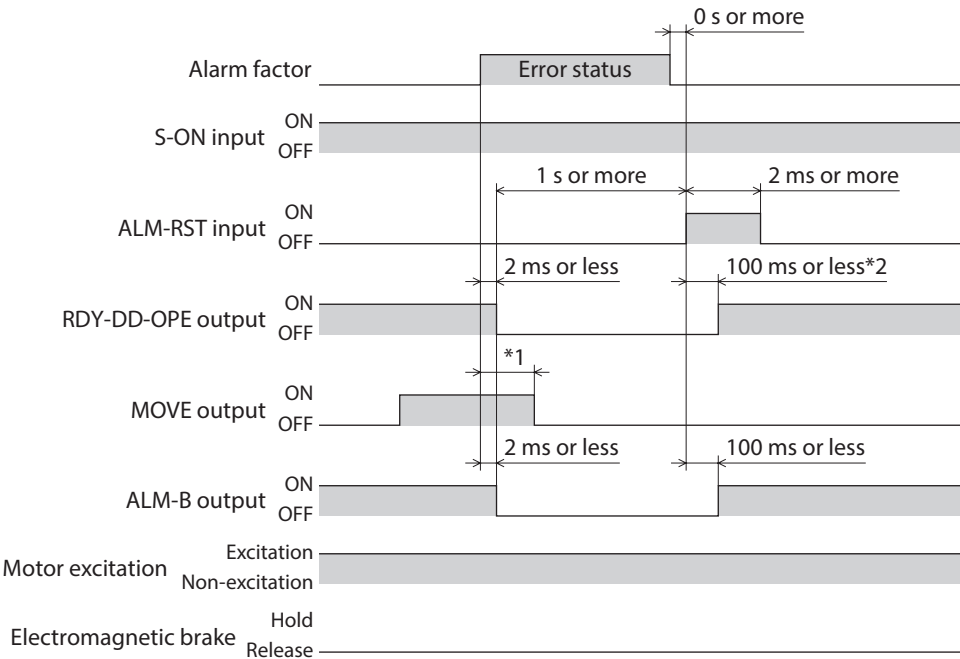 0 s or more
Alarm factor
Error status
S-ON input
ON
OFF
1 s or more
2 ms or more
ALM-RST input
ON
OFF
2 ms or less
100 ms or less*2
RDY-DD-OPE output
ON
OFF
*1
MOVE output
ON
OFF
2 ms or less
100 ms or less
ALM-B output
ON
OFF
Motor excitation
Excitation
Non-excitation
Electromagnetic brake
Hold
Release